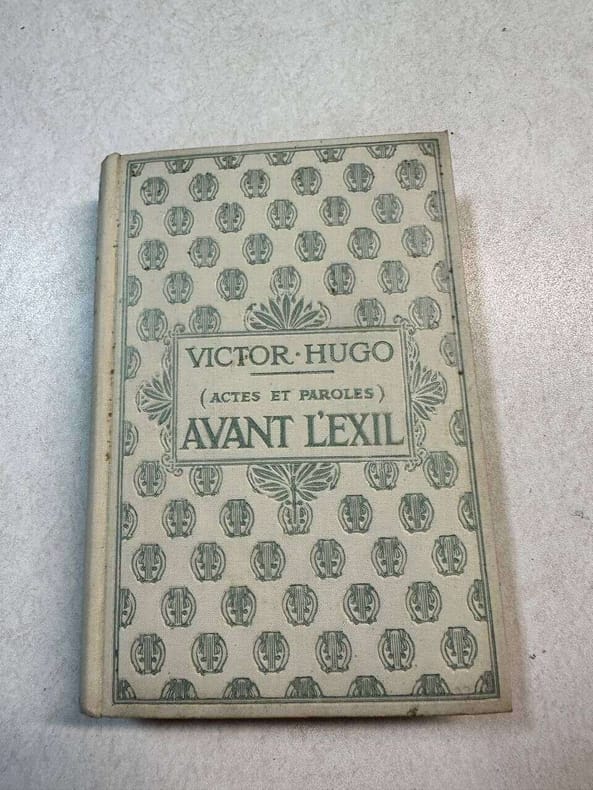 VICTOR · HUGO
(ACTES ET PAROLES)
AVANT L'EXIL